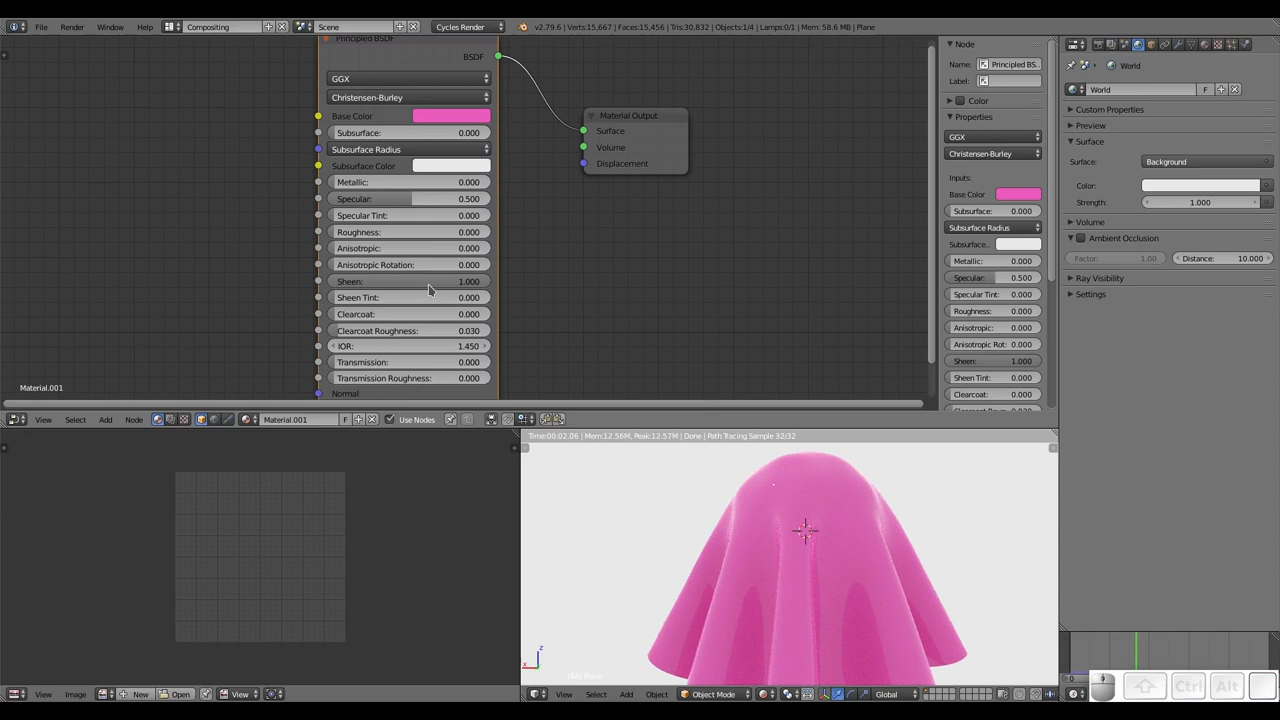 File Render Window Help Compositing Scene Cycles Render v2.79.6 | Verts:15,667 | Faces:15,456 | Tris:30,832 | Objects:1/4 | Lamps:0/1 | Mem: 58.6 MB | Plane
Principled BSDF
BSDF
GGX
Christensen-Burley
Base Color
Subsurface: 0.000
Subsurface Radius
Subsurface Color
Metallic: 0.000
Specular: 0.500
Specular Tint: 0.000
Roughness: 0.000
Anisotropic: 0.000
Anisotropic Rotation: 0.000
Sheen: 1.000
Sheen Tint: 0.000
Clearcoat: 0.000
Clearcoat Roughness: 0.030
IOR: 1.450
Transmission: 0.000
Transmission Roughness: 0.000
Normal
Material Output
Surface
Volume
Displacement
Material.001
Node
Name: Principled BS..
Label:
Color
Properties
GGX
Christensen-Burley
Inputs:
Base Color
Subsurface: 0.000
Subsurface Radius
Subsurface..
Metallic: 0.000
Specular: 0.500
Specular Tint: 0.000
Roughness: 0.000
Anisotropic: 0.000
Anisotropic Rot: 0.000
Sheen: 1.000
Sheen Tint: 0.000
Clearcoat: 0.000
World
World F
Custom Properties
Preview
Surface
Surface: Background
Color:
Strength: 1.000
Volume
Ambient Occlusion
Factor: 1.00 Distance: 10.000
Ray Visibility
Settings
View Select Add Node Material.001 F Use Nodes
Time:00:02.06 | Mem:12.56M, Peak:12.57M | Done | Path Tracing Sample 32/32
z
x
(84) Plane
View Image New Open View
View Select Add Object Object Mode Global
0
Ctrl Alt